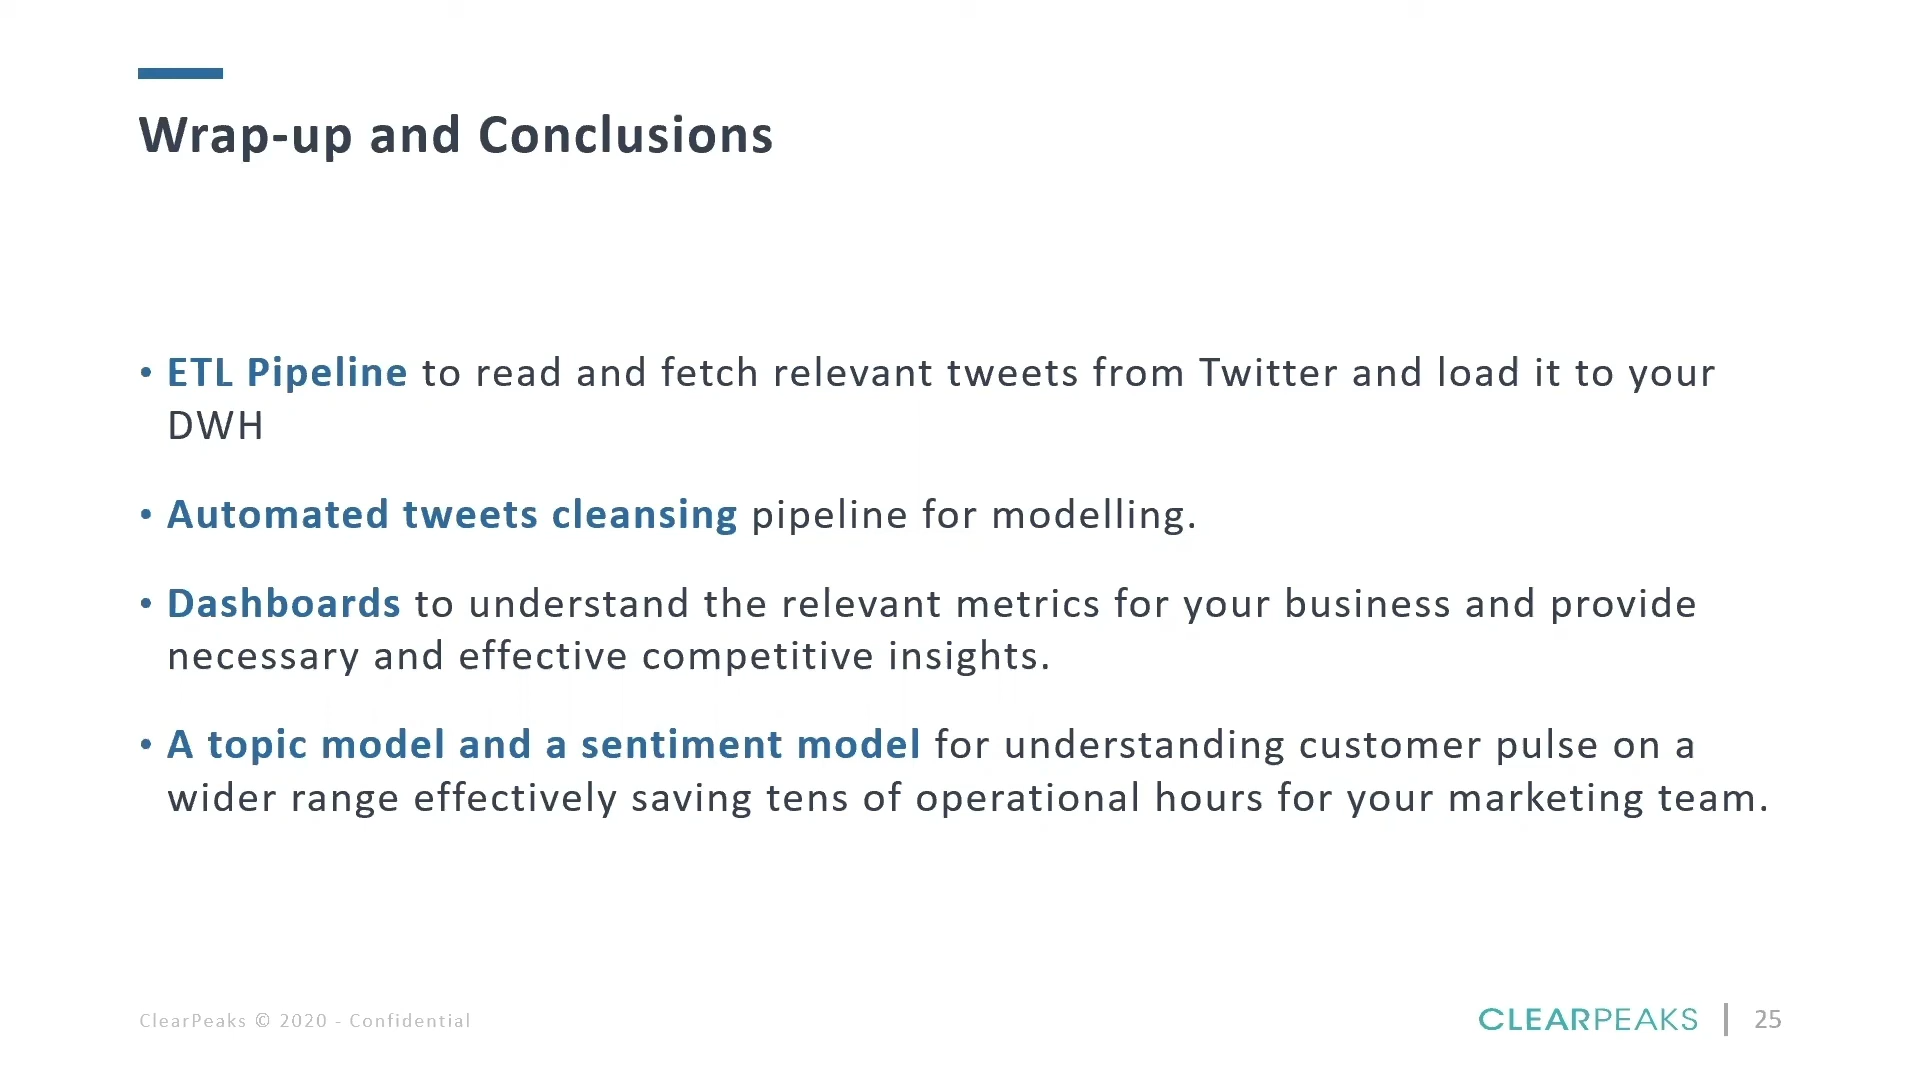 Wrap-up and Conclusions
• ETL Pipeline to read and fetch relevant tweets from Twitter and load it to your
DWH
• Automated tweets cleansing pipeline for modelling.
• Dashboards to understand the relevant metrics for your business and provide
necessary and effective competitive insights.
• A topic model and a sentiment model for understanding customer pulse on a
wider range effectively saving tens of operational hours for your marketing team.
ClearPeaks © 2020 - Confidential
CLEARPEAKS | 25